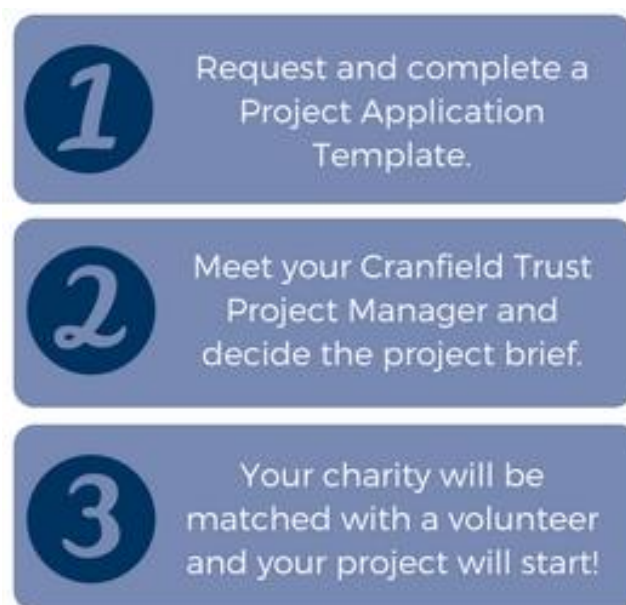 1
Request and complete a
Project Application
Template.
2
Meet your Cranfield Trust
Project Manager and
decide the project brief.
3
Your charity will be
matched with a volunteer
and your project will start!